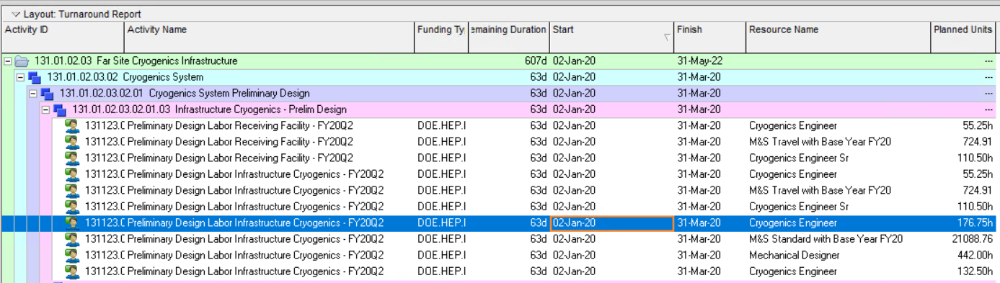 Layout: Turnaround Report
Activity ID Activity Name Funding Ty emaining Duration Start Finish Resource Name Planned Units
131.01.02.03 Far Site Cryogenics Infrastructure 607d 02-Jan-20 31-May-22 ---
131.01.02.03.02 Cryogenics System 63d 02-Jan-20 31-Mar-20 ---
131.01.02.03.02.01 Cryogenics System Preliminary Design 63d 02-Jan-20 31-Mar-20 ---
131.01.02.03.02.01.03 Infrastructure Cryogenics - Prelim Design 63d 02-Jan-20 31-Mar-20 ---
131123.C Preliminary Design Labor Receiving Facility - FY20Q2 DOE.HEP.I 63d 02-Jan-20 31-Mar-20 Cryogenics Engineer 55.25h
131123.C Preliminary Design Labor Receiving Facility - FY20Q2 DOE.HEP.I 63d 02-Jan-20 31-Mar-20 M&S Travel with Base Year FY20 724.91
131123.C Preliminary Design Labor Receiving Facility - FY20Q2 DOE.HEP.I 63d 02-Jan-20 31-Mar-20 Cryogenics Engineer Sr 110.50h
131123.C Preliminary Design Labor Infrastructure Cryogenics - FY20Q2 DOE.HEP.I 63d 02-Jan-20 31-Mar-20 Cryogenics Engineer 55.25h
131123.C Preliminary Design Labor Infrastructure Cryogenics - FY20Q2 DOE.HEP.I 63d 02-Jan-20 31-Mar-20 M&S Travel with Base Year FY20 724.91
131123.C Preliminary Design Labor Infrastructure Cryogenics - FY20Q2 DOE.HEP.I 63d 02-Jan-20 31-Mar-20 Cryogenics Engineer Sr 110.50h
131123.C Preliminary Design Labor Infrastructure Cryogenics - FY20Q2 DOE.HEP.I 63d 02-Jan-20 31-Mar-20 Cryogenics Engineer 176.75h
131123.C Preliminary Design Labor Infrastructure Cryogenics - FY20Q2 DOE.HEP.I 63d 02-Jan-20 31-Mar-20 M&S Standard with Base Year FY20 21088.76
131123.C Preliminary Design Labor Infrastructure Cryogenics - FY20Q2 DOE.HEP.I 63d 02-Jan-20 31-Mar-20 Mechanical Designer 442.00h
131123.C Preliminary Design Labor Infrastructure Cryogenics - FY20Q2 DOE.HEP.I 63d 02-Jan-20 31-Mar-20 Cryogenics Engineer 132.50h